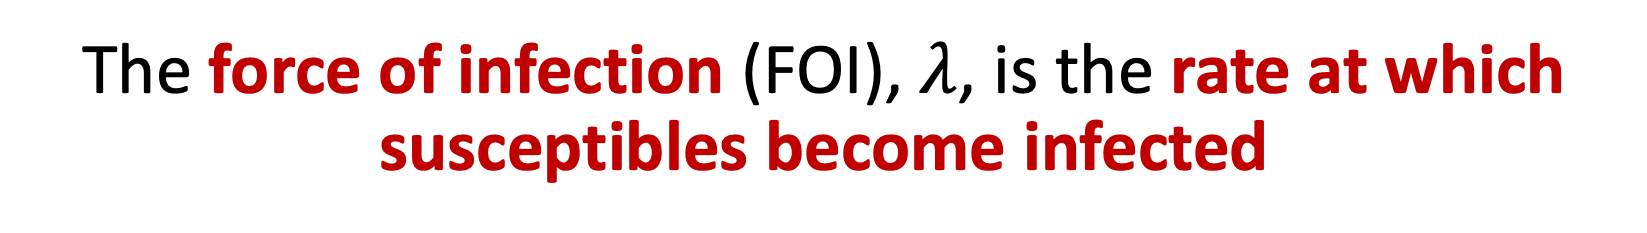 The force of infection (FOI), λ, is the rate at which
susceptibles become infected